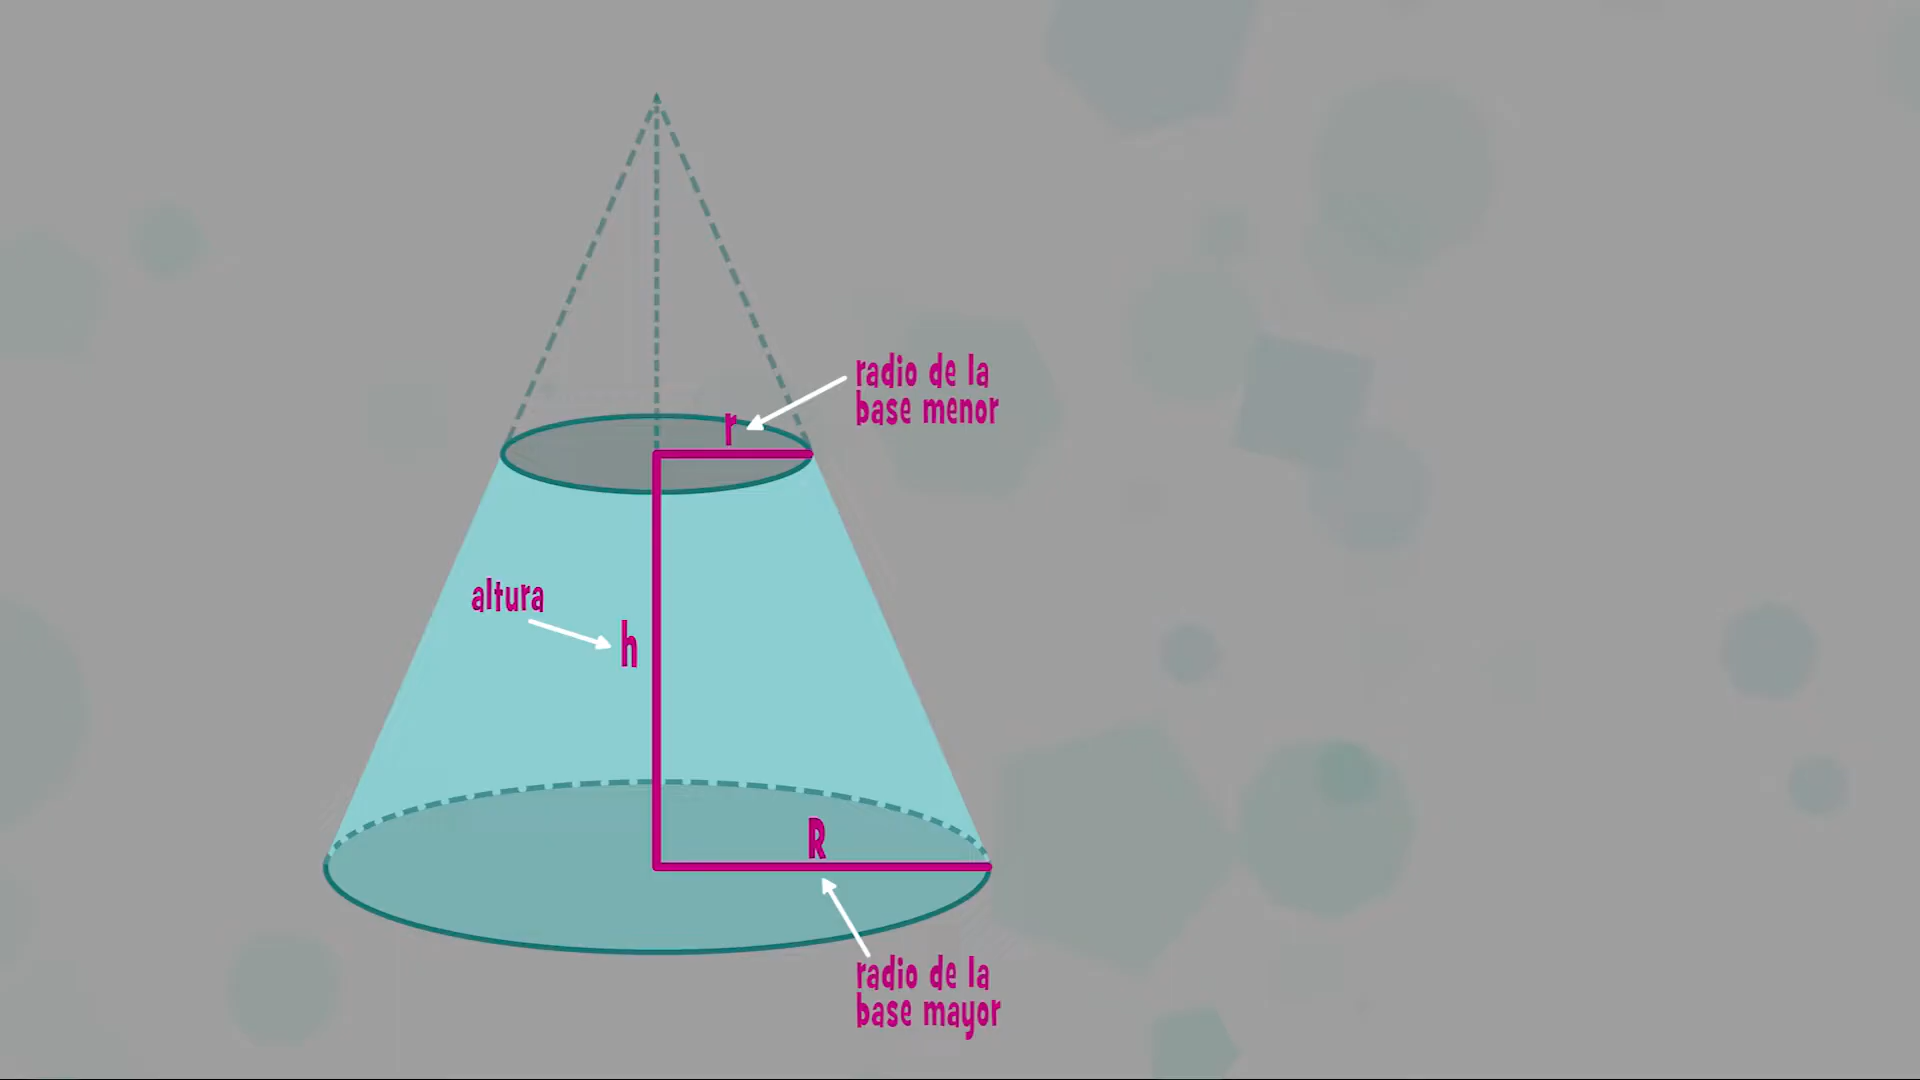 radio de la
base menor
r
altura
h
R
radio de la
base mayor